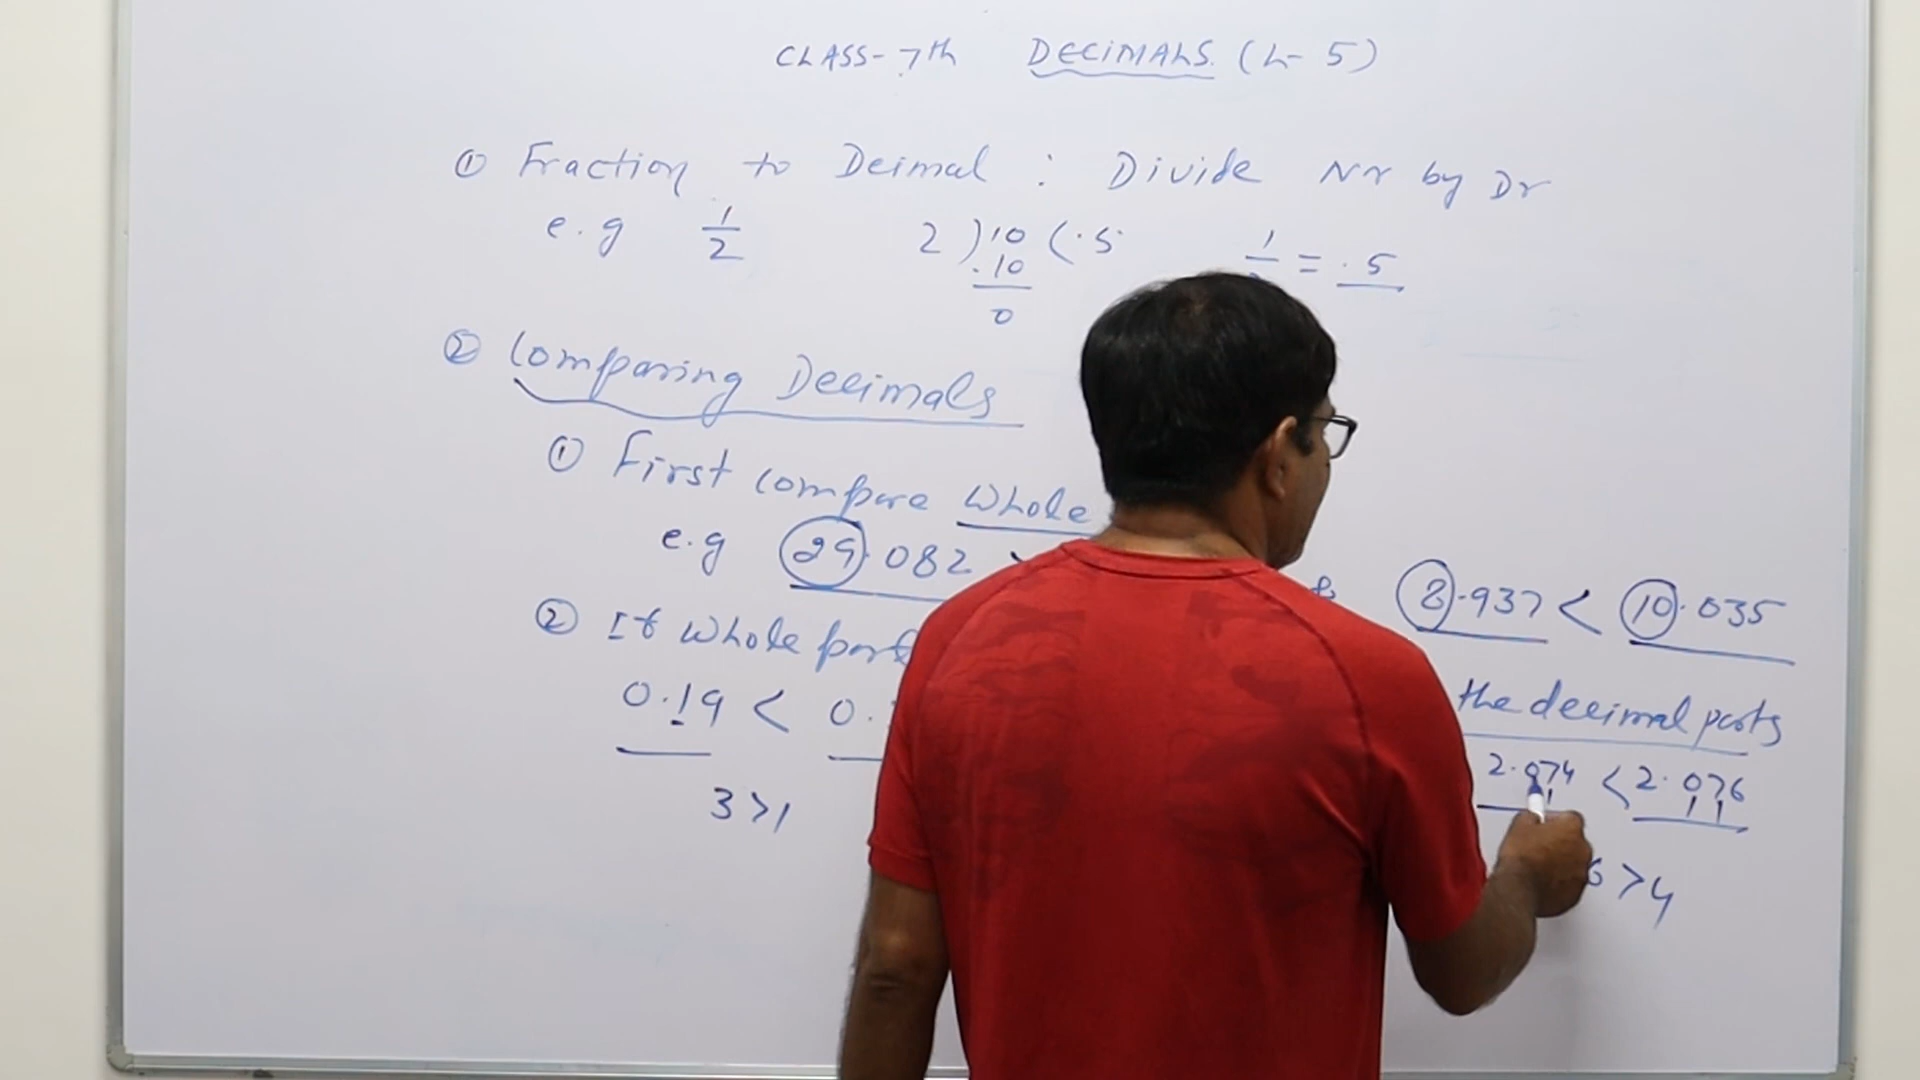 CLASS-7th DECIMALS (L-5)
① Fraction to Deimal : Divide Nr by Dr
e.g 1/2 2)10(.5 1 = .5
.10
0
② Comparing Decimals
① First compare Whole
e.g 29.082 8.937 < 10.035
② If Whole part the decimal parts
0.19 < 0. 2.074 < 2.076
3 > 1 6 > 4